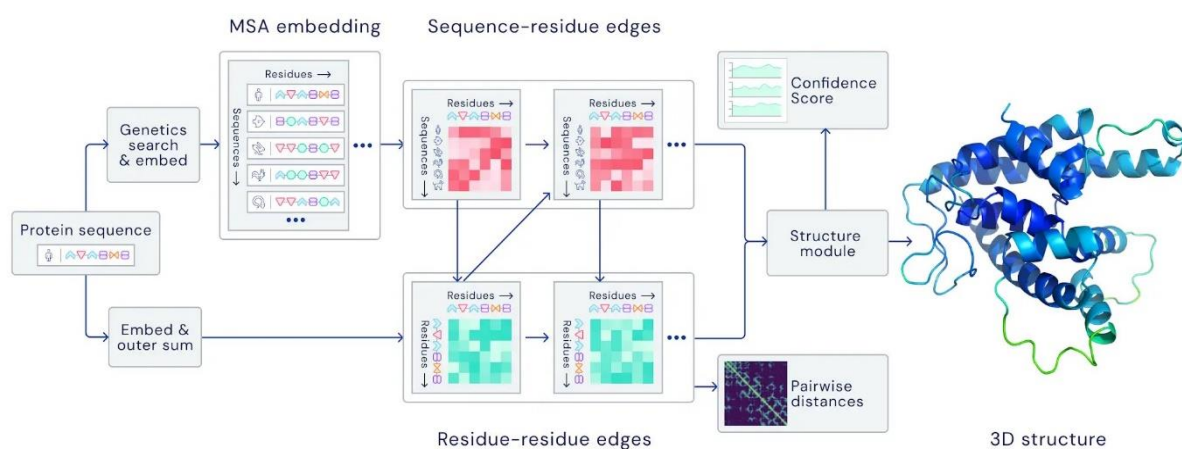 MSA embedding
Sequence–residue edges
Residues →
Sequences →
Genetics
search
& embed
Protein sequence
Embed &
outer sum
Residues →
Sequences →
Residues →
Sequences →
Confidence
Score
Structure
module
Residues →
Residues →
Residues →
Residues →
Pairwise
distances
Residue–residue edges
3D structure